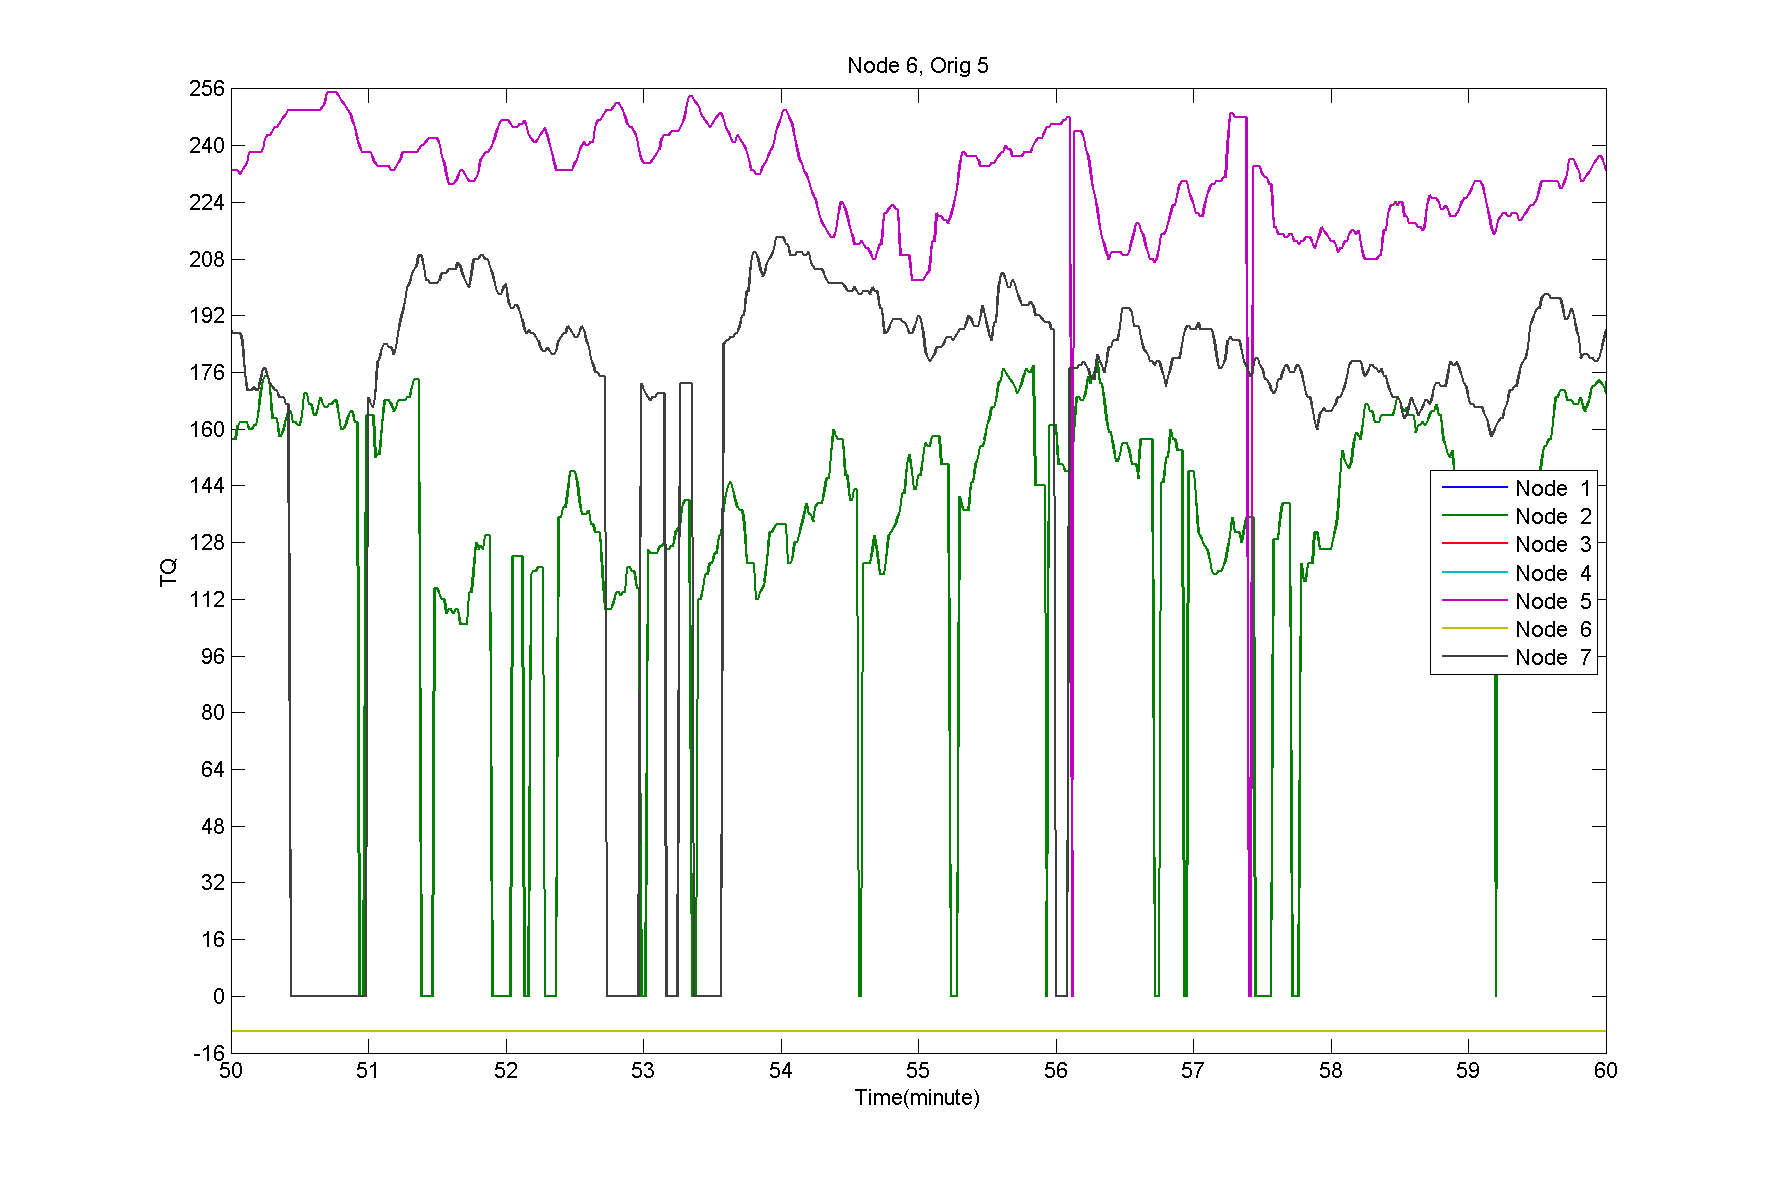 Node 6, Orig 5
256
240
224
208
192
176
160
144
128
112
96
80
64
48
32
16
0
-16
TQ
Node 1
Node 2
Node 3
Node 4
Node 5
Node 6
Node 7
50 51 52 53 54 55 56 57 58 59 60
Time(minute)